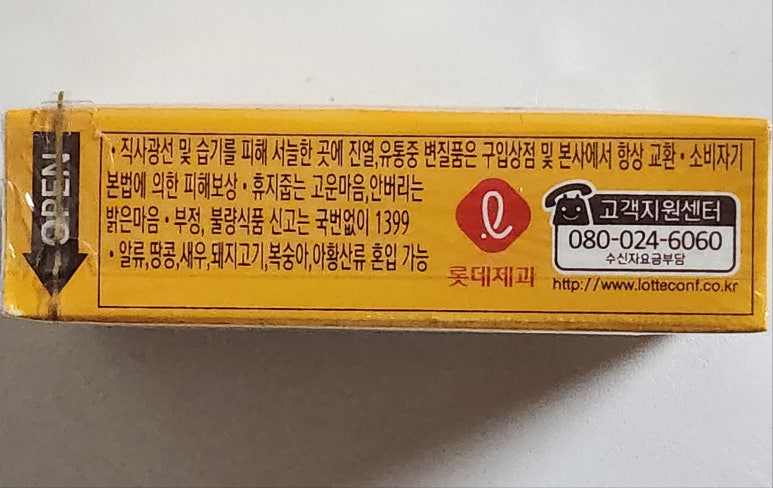 OPEN
• 직사광선 및 습기를 피해 서늘한 곳에 진열,유통중 변질품은 구입상점 및 본사에서 항상 교환 • 소비자기
본법에 의한 피해보상 • 휴지줍는 고운마음,안버리는
밝은마음 • 부정, 불량식품 신고는 국번없이 1399
• 알류,땅콩,새우,돼지고기,복숭아,아황산류 혼입 가능
롯데제과
고객지원센터
080-024-6060
수신자요금부담
http://www.lotteconf.co.kr